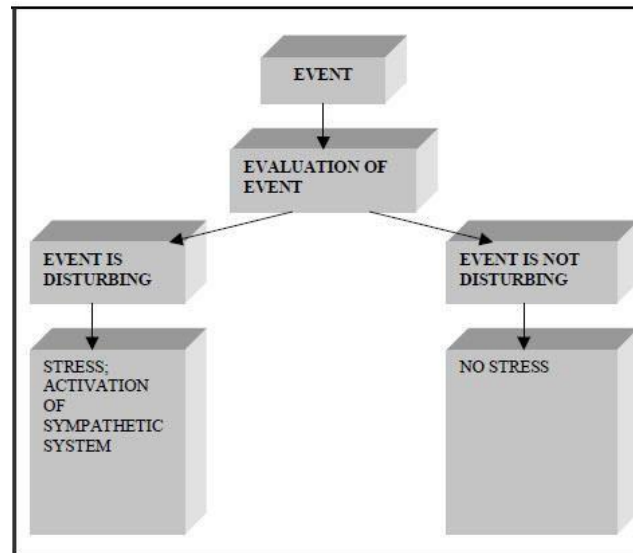 EVENT
EVALUATION OF
EVENT
EVENT IS
DISTURBING
EVENT IS NOT
DISTURBING
STRESS;
ACTIVATION
OF
SYMPATHETIC
SYSTEM
NO STRESS